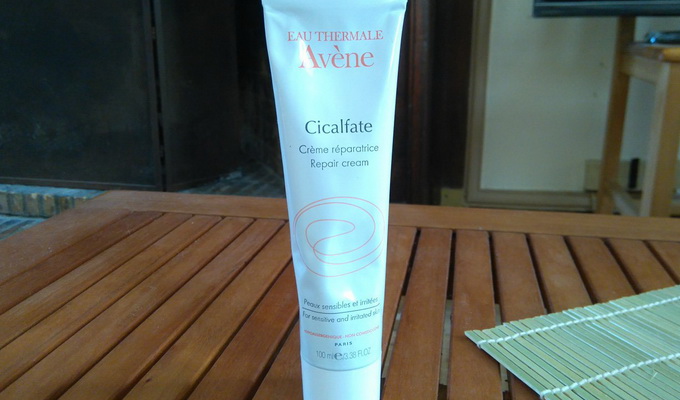 EAU THERMALE
Avène
Cicalfate
Crème réparatrice
Repair cream
Peaux sensibles et irritées
For sensitive and irritated skin
PARIS
100 ml ℮/3.38 FL.OZ